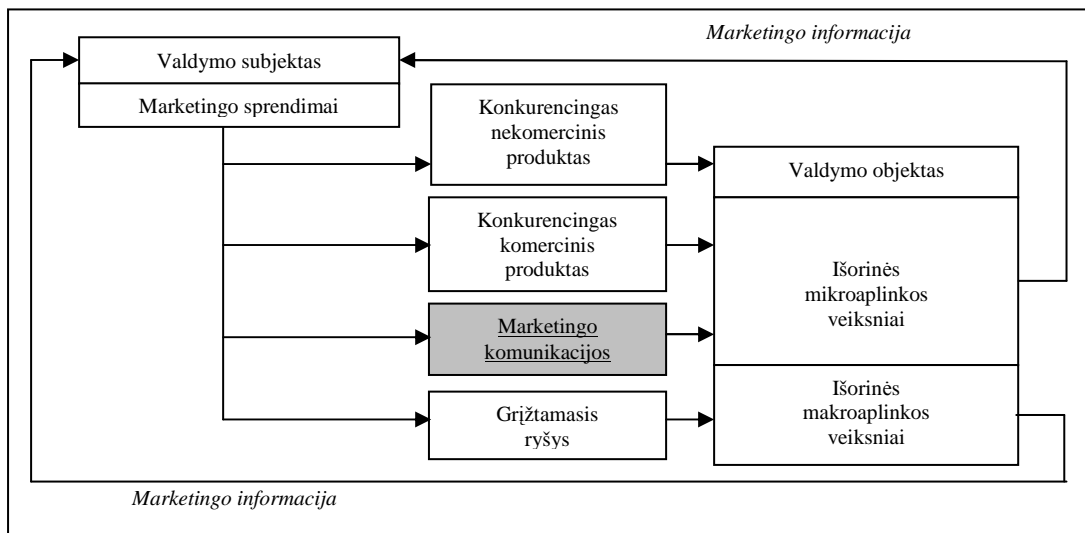 Marketingo informacija
Valdymo subjektas
Marketingo sprendimai
Konkurencingas
nekomercinis
produktas
Konkurencingas
komercinis
produktas
Marketingo
komunikacijos
Grįžtamasis
ryšys
Valdymo objektas
Išorinės
mikroaplinkos
veiksniai
Išorinės
makroaplinkos
veiksniai
Marketingo informacija